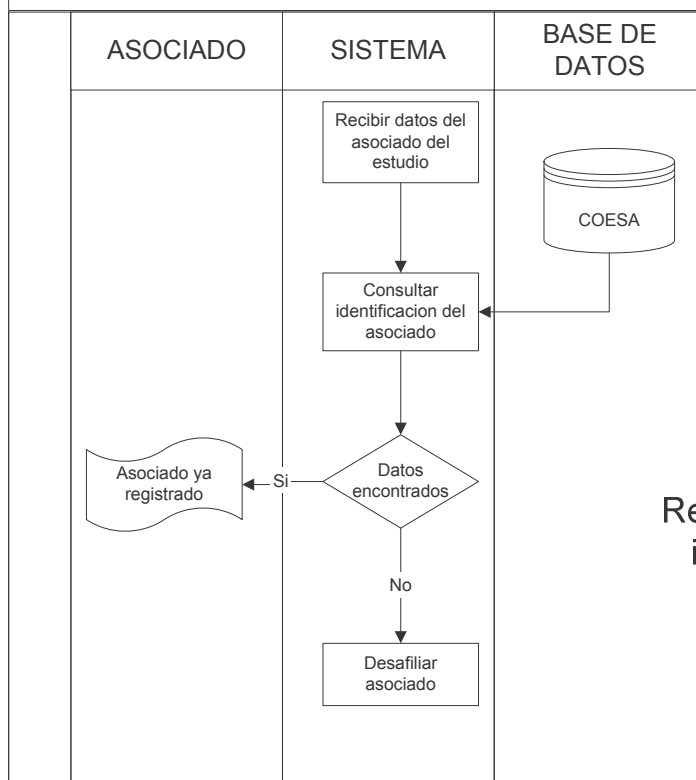 ASOCIADO
SISTEMA
BASE DE
DATOS
Recibir datos del
asociado del
estudio
COESA
Consultar
identificacion del
asociado
Datos
encontrados
Si
Asociado ya
registrado
No
Desafiliar
asociado